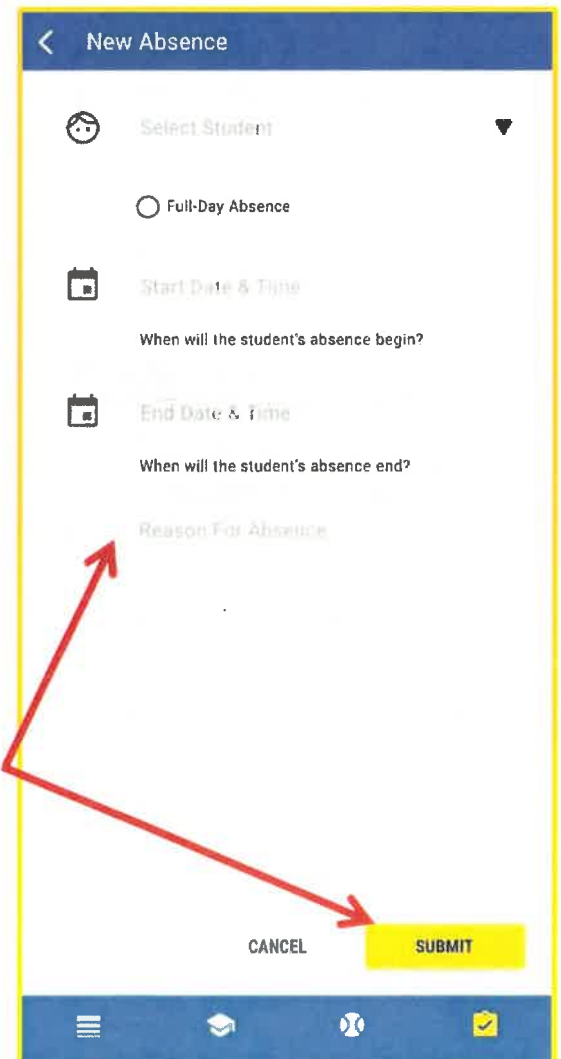 New Absence
Select Student
Full-Day Absence
Start Date & Time
When will the student's absence begin?
End Date & Time
When will the student's absence end?
Reason For Absence
CANCEL
SUBMIT